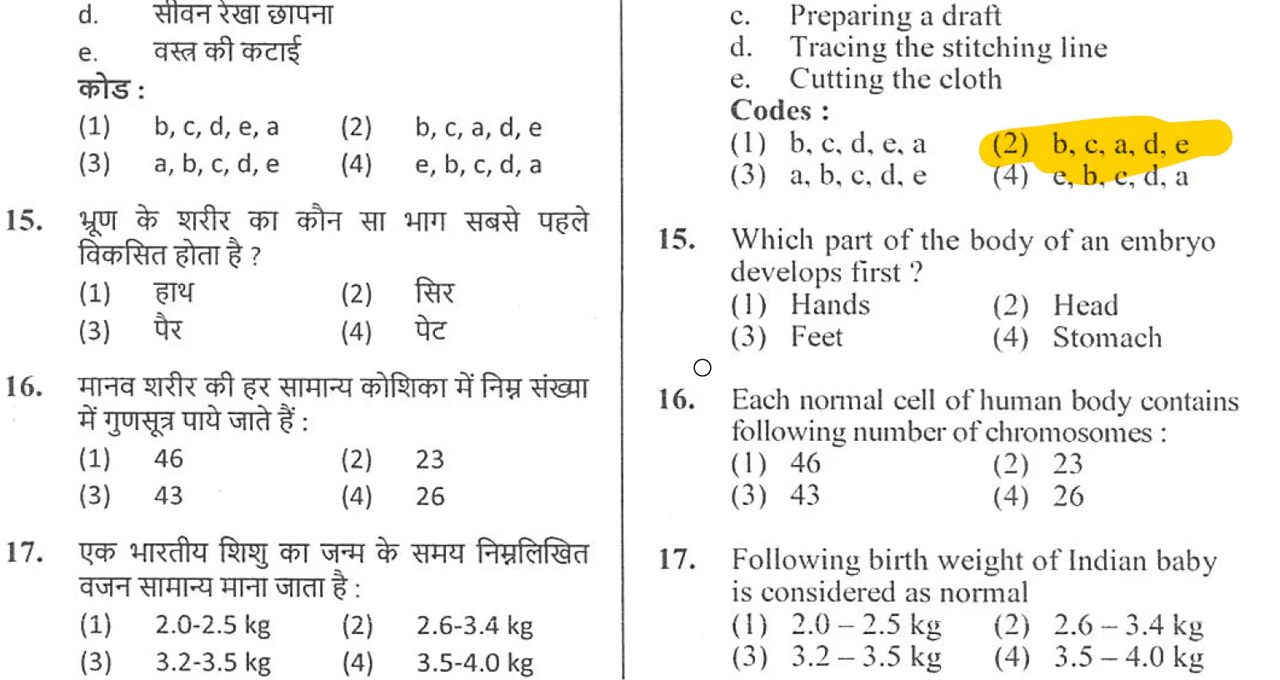 d. सीवन रेखा छापना
e. वस्त्र की कटाई
कोड :
(1) b, c, d, e, a (2) b, c, a, d, e
(3) a, b, c, d, e (4) e, b, c, d, a
15. भ्रूण के शरीर का कौन सा भाग सबसे पहले
विकसित होता है ?
(1) हाथ (2) सिर
(3) पैर (4) पेट
16. मानव शरीर की हर सामान्य कोशिका में निम्न संख्या
में गुणसूत्र पाये जाते हैं :
(1) 46 (2) 23
(3) 43 (4) 26
17. एक भारतीय शिशु का जन्म के समय निम्नलिखित
वजन सामान्य माना जाता है :
(1) 2.0-2.5 kg (2) 2.6-3.4 kg
(3) 3.2-3.5 kg (4) 3.5-4.0 kg
c. Preparing a draft
d. Tracing the stitching line
e. Cutting the cloth
Codes :
(1) b, c, d, e, a (2) b, c, a, d, e
(3) a, b, c, d, e (4) e, b, c, d, a
15. Which part of the body of an embryo
develops first ?
(1) Hands (2) Head
(3) Feet (4) Stomach
16. Each normal cell of human body contains
following number of chromosomes :
(1) 46 (2) 23
(3) 43 (4) 26
17. Following birth weight of Indian baby
is considered as normal
(1) 2.0 – 2.5 kg (2) 2.6 – 3.4 kg
(3) 3.2 – 3.5 kg (4) 3.5 – 4.0 kg